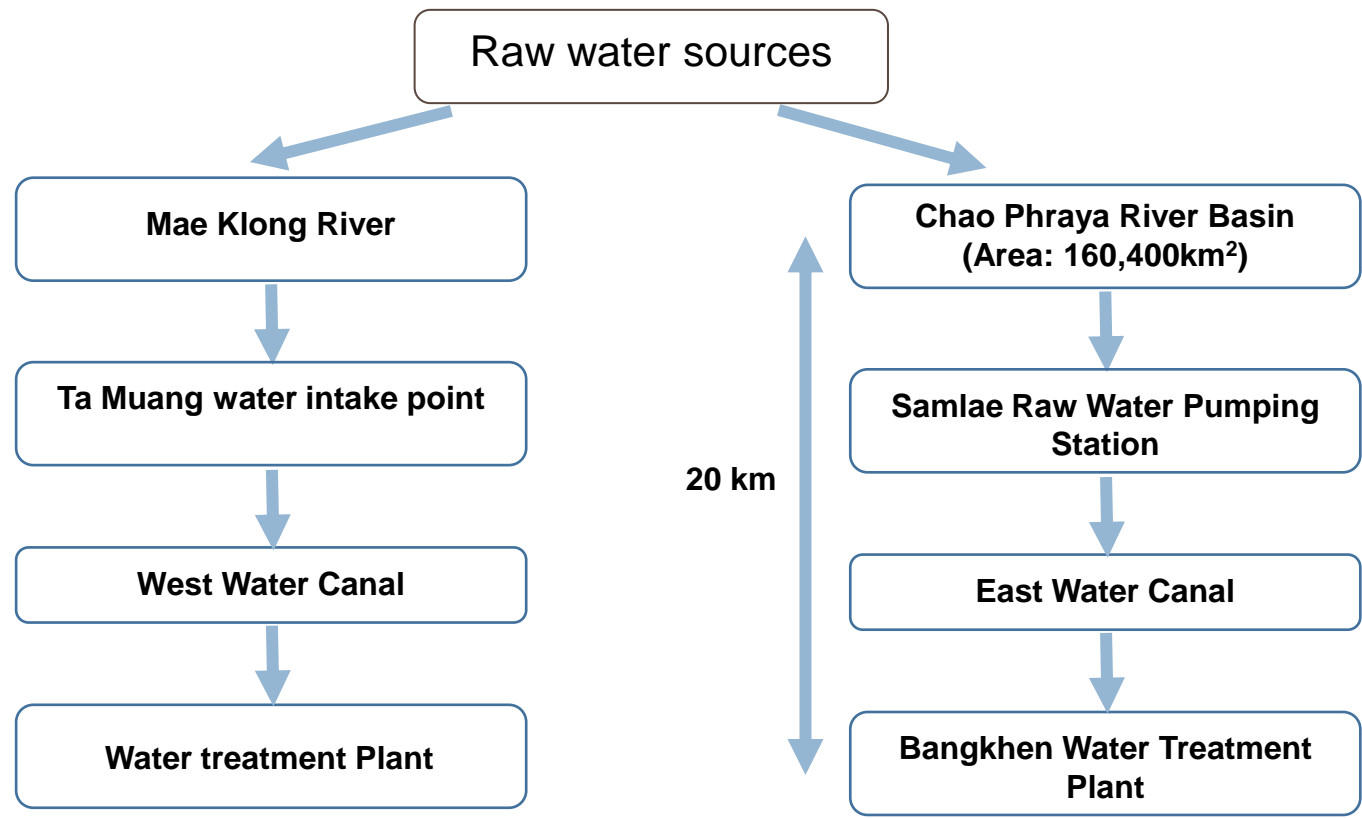 Raw water sources
Mae Klong River
Chao Phraya River Basin
(Area: 160,400km²)
Ta Muang water intake point
Samlae Raw Water Pumping
Station
20 km
West Water Canal
East Water Canal
Water treatment Plant
Bangkhen Water Treatment
Plant